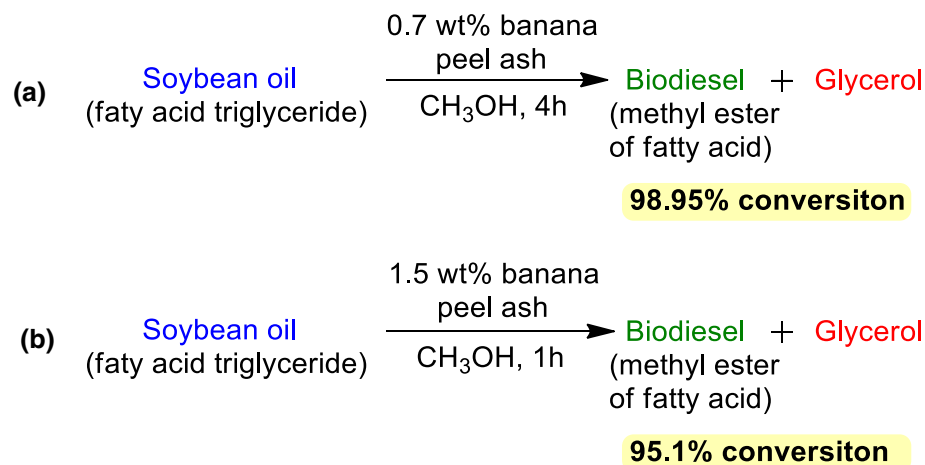 0.7 wt% banana
peel ash
(a) Soybean oil Biodiesel + Glycerol
(faty acid triglyceride) CH3OH, 4h (methyl ester
of fatty acid)
98.95% conversiton
1.5 wt% banana
peel ash
(b) Soybean oil Biodiesel + Glycerol
(faty acid triglyceride) CH3OH, 1h (methyl ester
of fatty acid)
95.1% conversiton